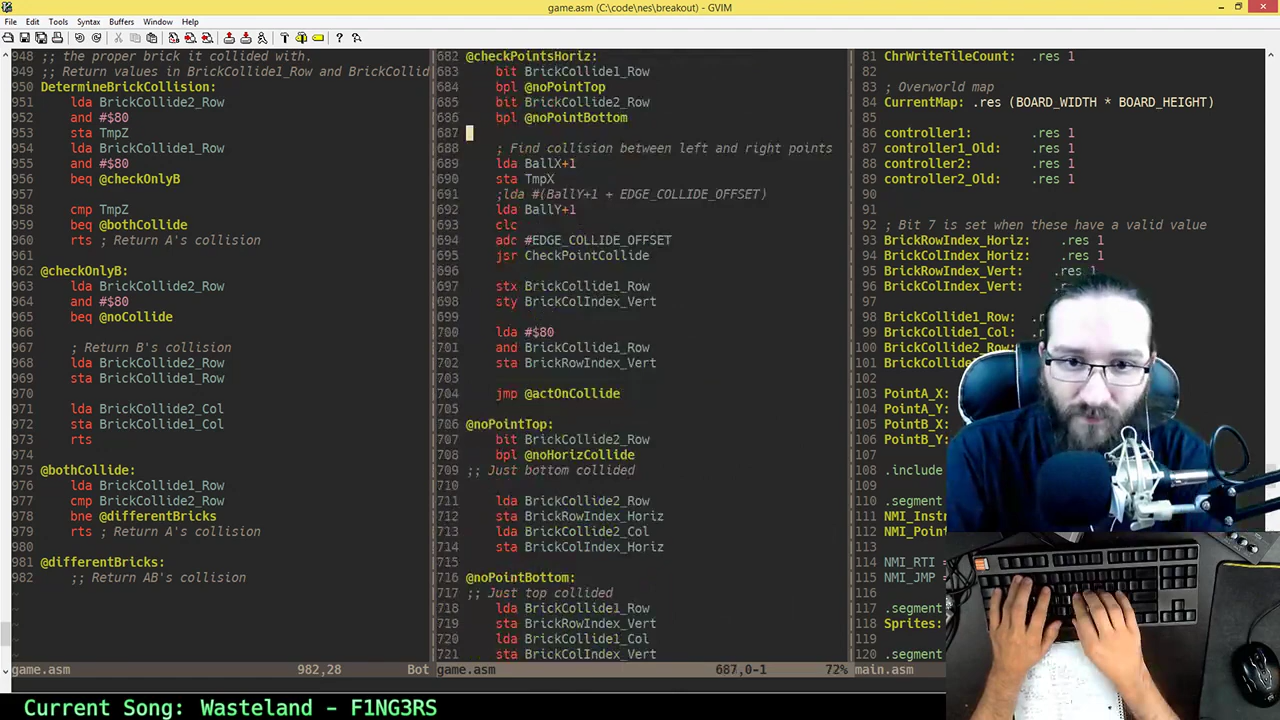 game.asm (C:\code\nes\breakout) - GVIM
File Edit Tools Syntax Buffers Window Help
948 ;; the proper brick it collided with.
949 ;; Return values in BrickCollide1_Row and BrickCollid
950 DetermineBrickCollision:
951 lda BrickCollide2_Row
952 and #$80
953 sta TmpZ
954 lda BrickCollide1_Row
955 and #$80
956 beq @checkOnlyB
957
958 cmp TmpZ
959 beq @bothCollide
960 rts ; Return A's collision
961
962 @checkOnlyB:
963 lda BrickCollide2_Row
964 and #$80
965 beq @noCollide
966
967 ; Return B's collision
968 lda BrickCollide2_Row
969 sta BrickCollide1_Row
970
971 lda BrickCollide2_Col
972 sta BrickCollide1_Col
973 rts
974
975 @bothCollide:
976 lda BrickCollide1_Row
977 cmp BrickCollide2_Row
978 bne @differentBricks
979 rts ; Return A's collision
980
981 @differentBricks:
982 ;; Return AB's collision
~
~
~
~
~
game.asm 982,28 Bot
682 @checkPointsHoriz:
683 bit BrickCollide1_Row
684 bpl @noPointTop
685 bit BrickCollide2_Row
686 bpl @noPointBottom
687
688 ; Find collision between left and right points
689 lda BallX+1
690 sta TmpX
691 ;lda #(BallY+1 + EDGE_COLLIDE_OFFSET)
692 lda BallY+1
693 clc
694 adc #EDGE_COLLIDE_OFFSET
695 jsr CheckPointCollide
696
697 stx BrickCollide1_Row
698 sty BrickColIndex_Vert
699
700 lda #$80
701 and BrickCollide1_Row
702 sta BrickRowIndex_Vert
703
704 jmp @actOnCollide
705
706 @noPointTop:
707 bit BrickCollide2_Row
708 bpl @noHorizCollide
709 ;; Just bottom collided
710
711 lda BrickCollide2_Row
712 sta BrickRowIndex_Horiz
713 lda BrickCollide2_Col
714 sta BrickColIndex_Horiz
715
716 @noPointBottom:
717 ;; Just top collided
718 lda BrickCollide1_Row
719 sta BrickRowIndex_Vert
720 lda BrickCollide1_Col
721 sta BrickColIndex_Vert
game.asm 687,0-1 72%
81 ChrWriteTileCount: .res 1
82
83 ; Overworld map
84 CurrentMap: .res (BOARD_WIDTH * BOARD_HEIGHT)
85
86 controller1: .res 1
87 controller1_Old: .res 1
88 controller2: .res 1
89 controller2_Old: .res 1
90
91
92 ; Bit 7 is set when these have a valid value
93 BrickRowIndex_Horiz: .res 1
94 BrickColIndex_Horiz: .res 1
95 BrickRowIndex_Vert: .res 1
96 BrickColIndex_Vert:
97
98 BrickCollide1_Row:
99 BrickCollide1_Col:
100 BrickCollide2_Row:
101 BrickCollide
102
103 PointA_X:
104 PointA_Y:
105 PointB_X:
106 PointB_Y:
107
108 .include
109
110 .segment
111 NMI_Inst
112 NMI_Poin
113
114 NMI_RTI
115 NMI_JMP =
116
117 .segment
118 Sprites:
119
120 .segment
main.asm
Current Song: Wasteland - F1NG3RS